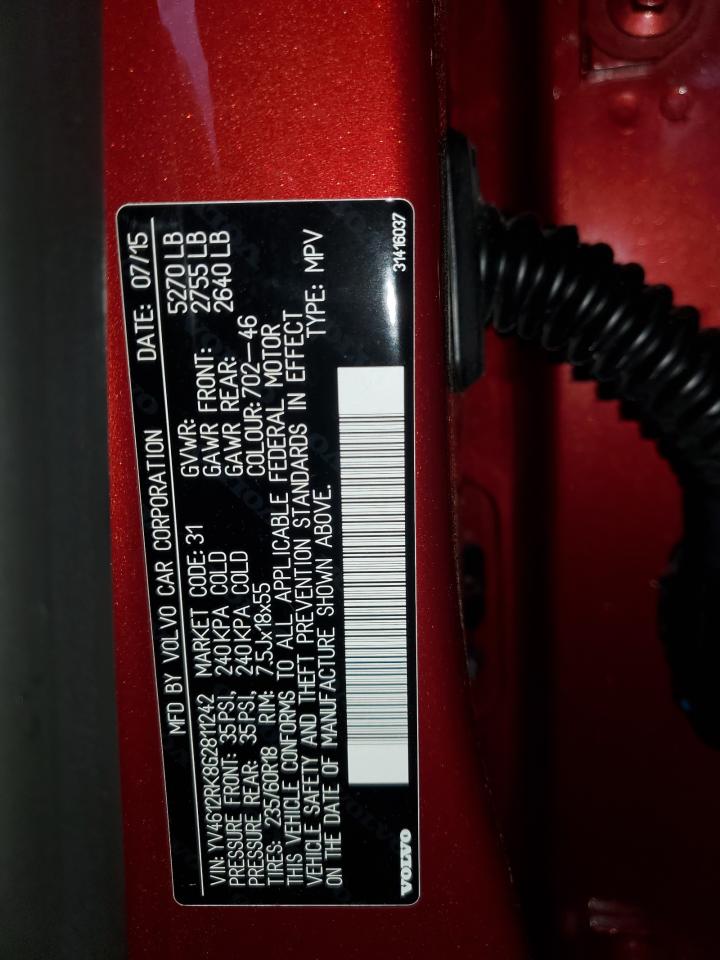 MFD BY VOLVO CAR CORPORATION DATE: 07/15
VIN: YV4612RK8G2811242 MARKET CODE: 31 GVWR: 5270 LB
PRESSURE FRONT: 35PSI, 240KPA COLD GAWR FRONT: 2755 LB
PRESSURE REAR: 35PSI, 240KPA COLD GAWR REAR: 2640 LB
TIRES: 235/60R18 RIM: 7.5Jx18x55 COLOUR: 702-46
THIS VEHICLE CONFORMS TO ALL APPLICABLE FEDERAL MOTOR
VEHICLE SAFETY AND THEFT PREVENTION STANDARDS IN EFFECT
ON THE DATE OF MANUFACTURE SHOWN ABOVE. TYPE: MPV
VOLVO 31416037